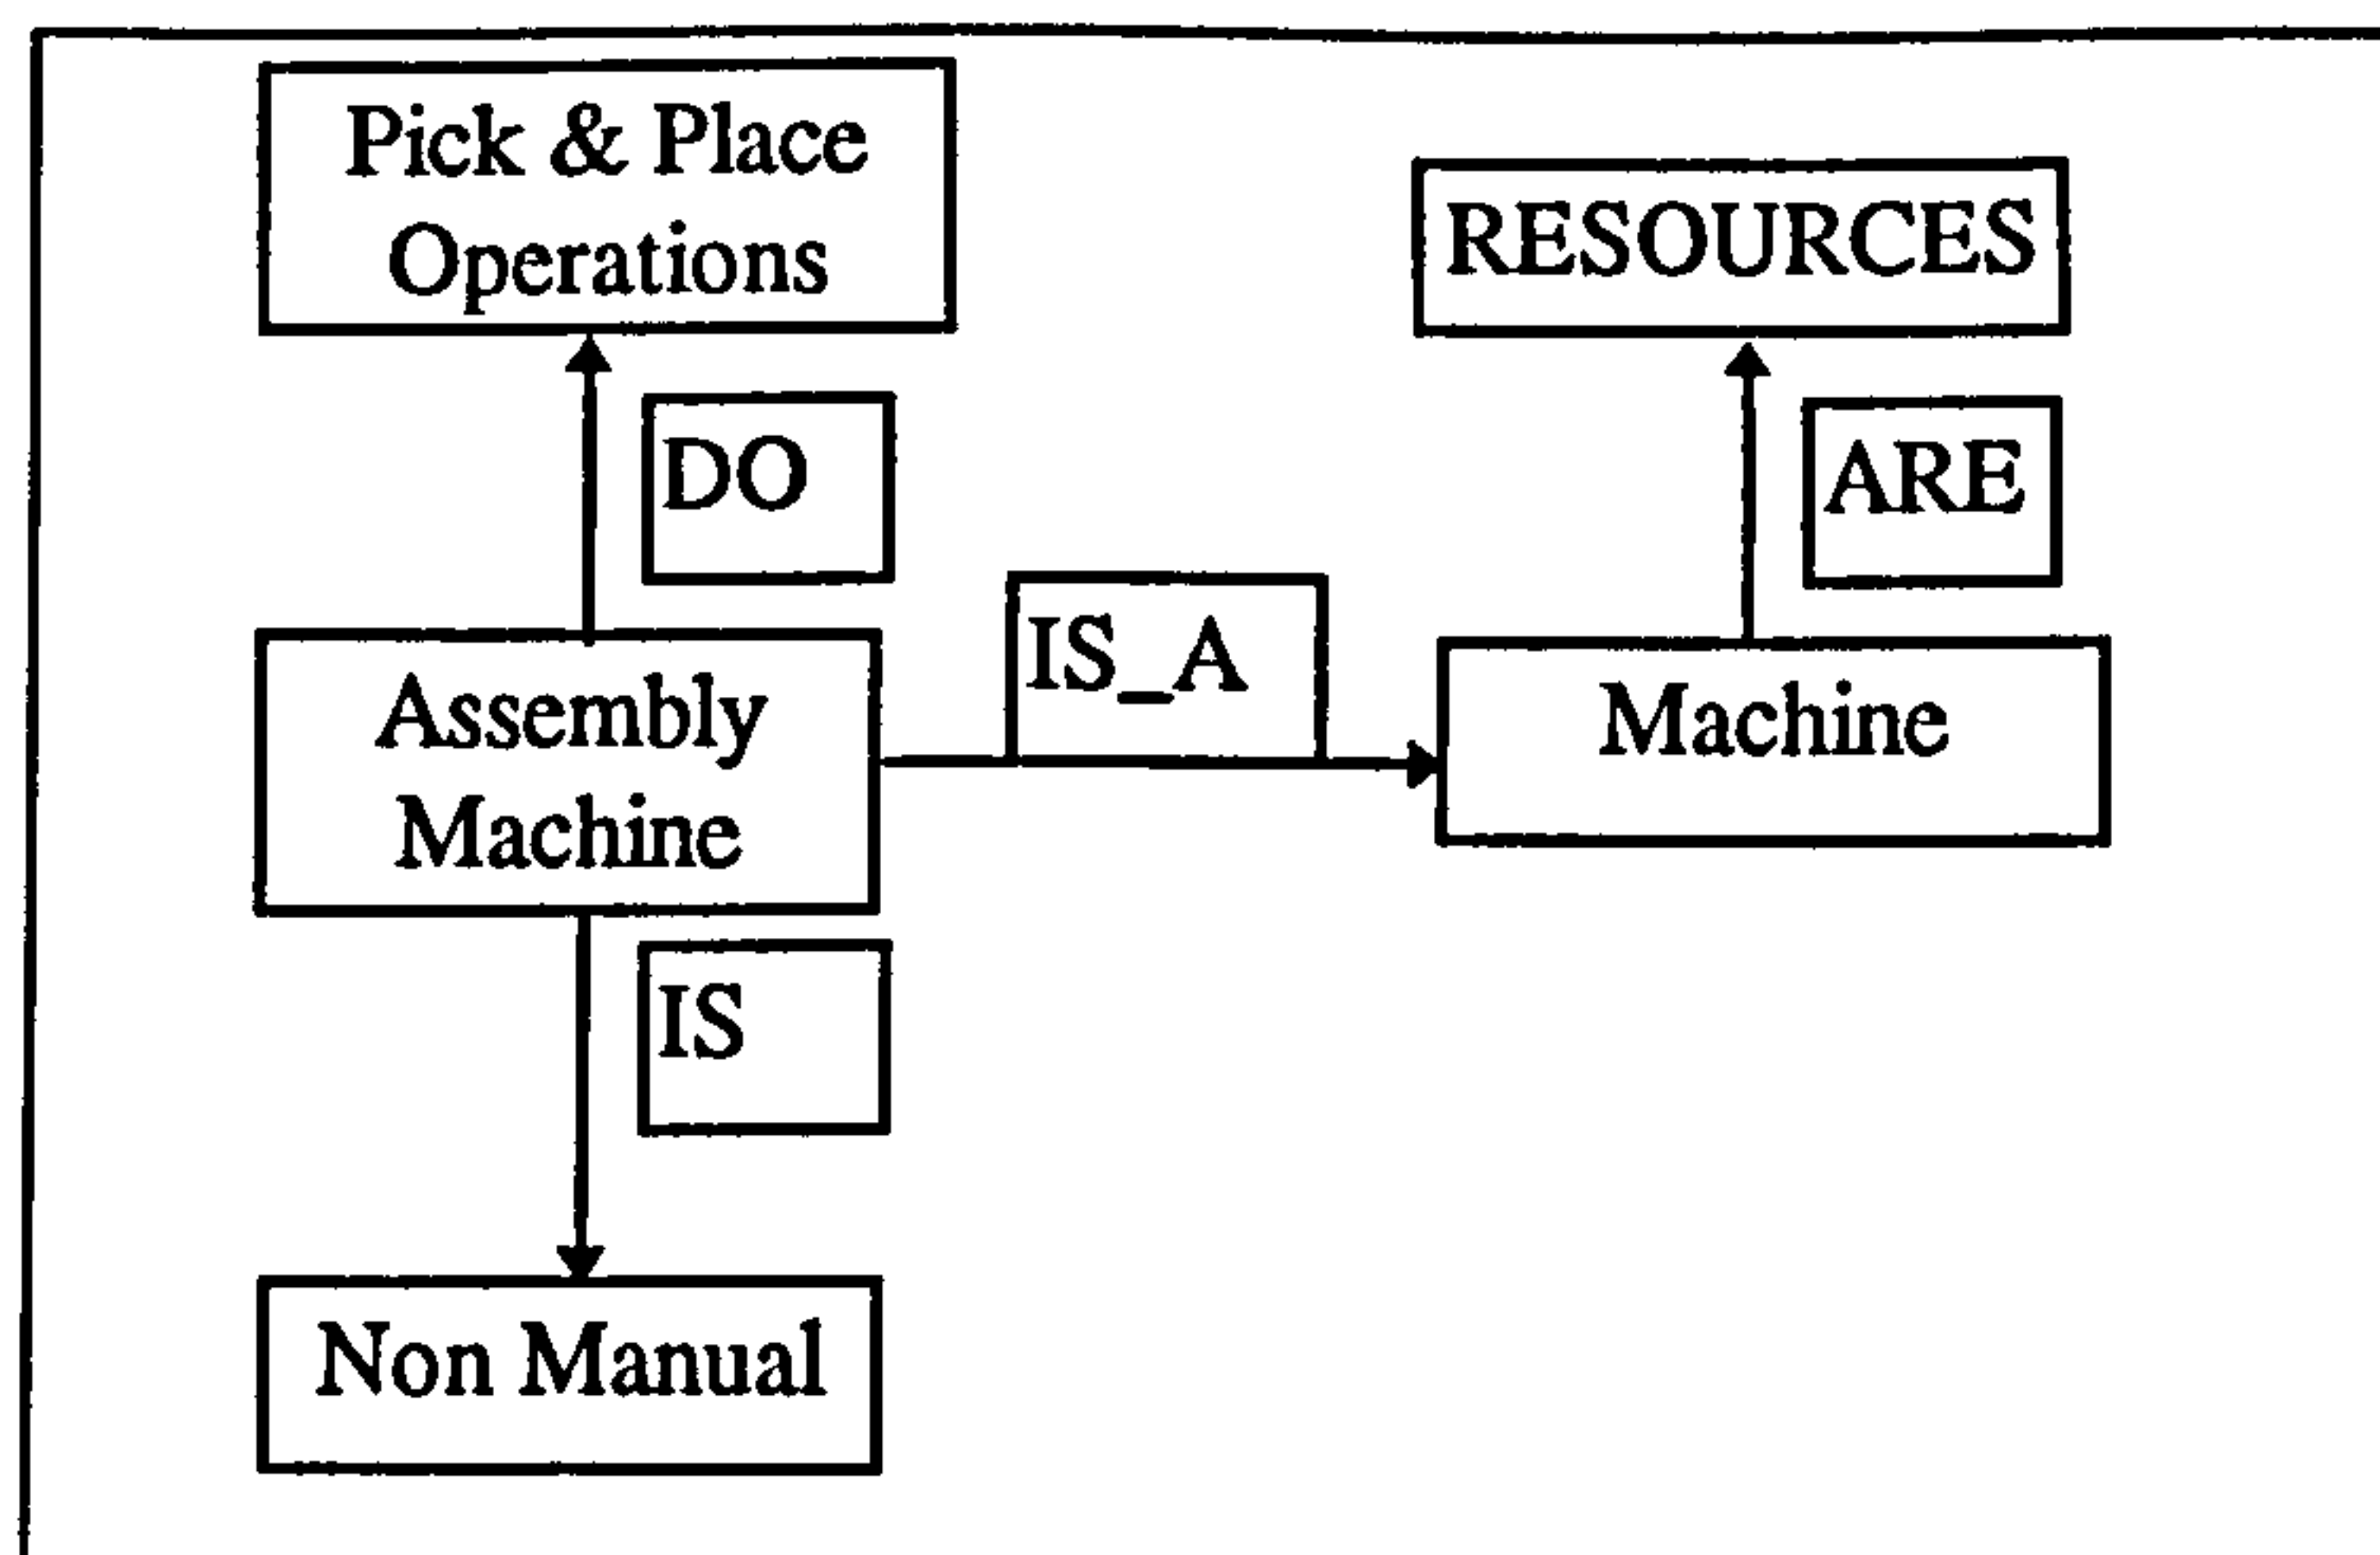 Pick & Place
Operations
RESOURCES
DO
ARE
IS_A
Assembly
Machine
Machine
IS
Non Manual